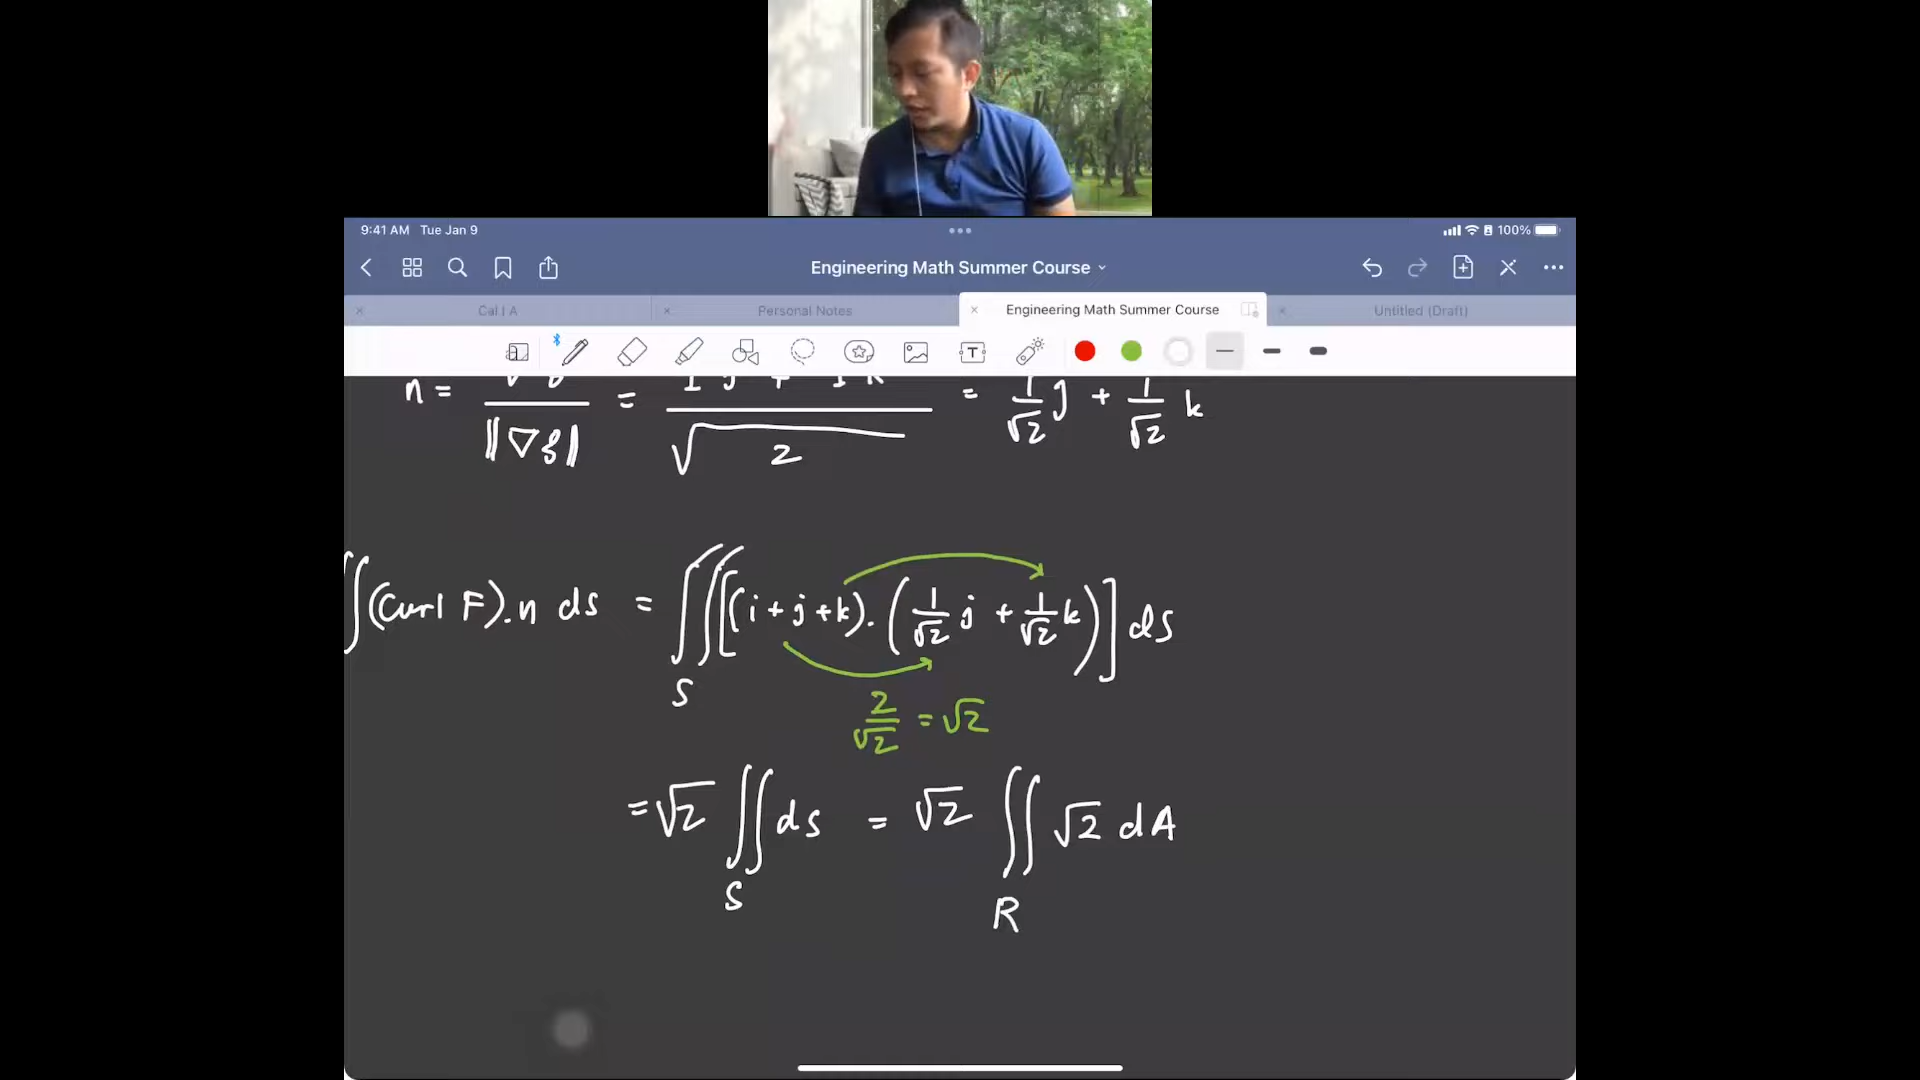 9:41 AM Tue Jan 9
100%
Engineering Math Summer Course
Cal I A
Personal Notes
Engineering Math Summer Course
Untitled (Draft)
n = / ‖∇g‖ = 1 j + 1 k / √2 = 1/√2 j + 1/√2 k
∬(Curl F).n ds = ∬[(i + j + k).(1/√2 j + 1/√2 k)] ds
S
2/√2 = √2
= √2 ∬ ds = √2 ∬ √2 dA
S R